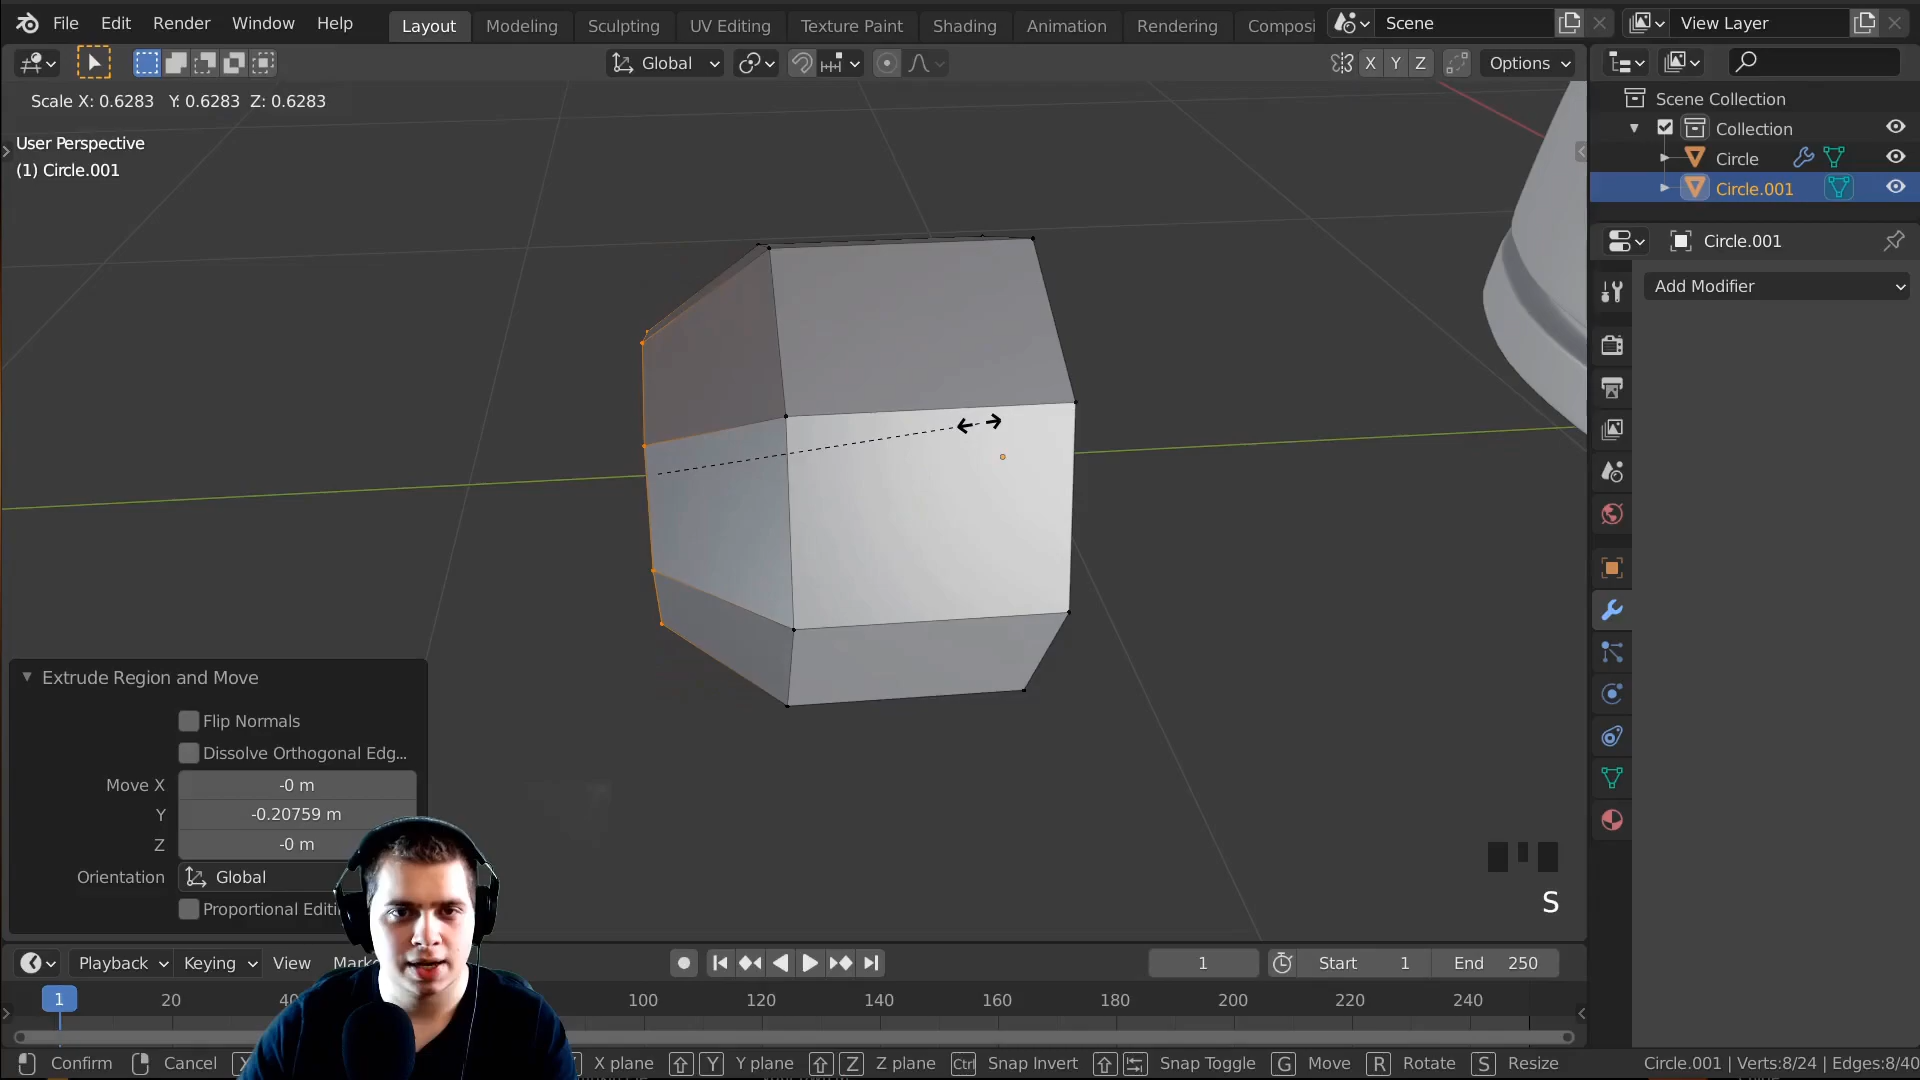 File Edit Render Window Help Layout Modeling Sculpting UV Editing Texture Paint Shading Animation Rendering Composi Scene View Layer
Global X Y Z Options
Scale X: 0.6283 Y: 0.6283 Z: 0.6283
User Perspective
(1) Circle.001
Scene Collection
Collection
Circle
Circle.001
Circle.001
Add Modifier
Extrude Region and Move
Flip Normals
Dissolve Orthogonal Edg...
Move X -0 m
Y -0.20759 m
Z -0 m
Orientation Global
Proportional Editi
S
Playback Keying View Marke 1 Start 1 End 250
1 20 40 100 120 140 160 180 200 220 240
Confirm Cancel X X plane Y Y plane Z Z plane Ctrl Snap Invert Snap Toggle G Move R Rotate S Resize Circle.001 | Verts:8/24 | Edges:8/40